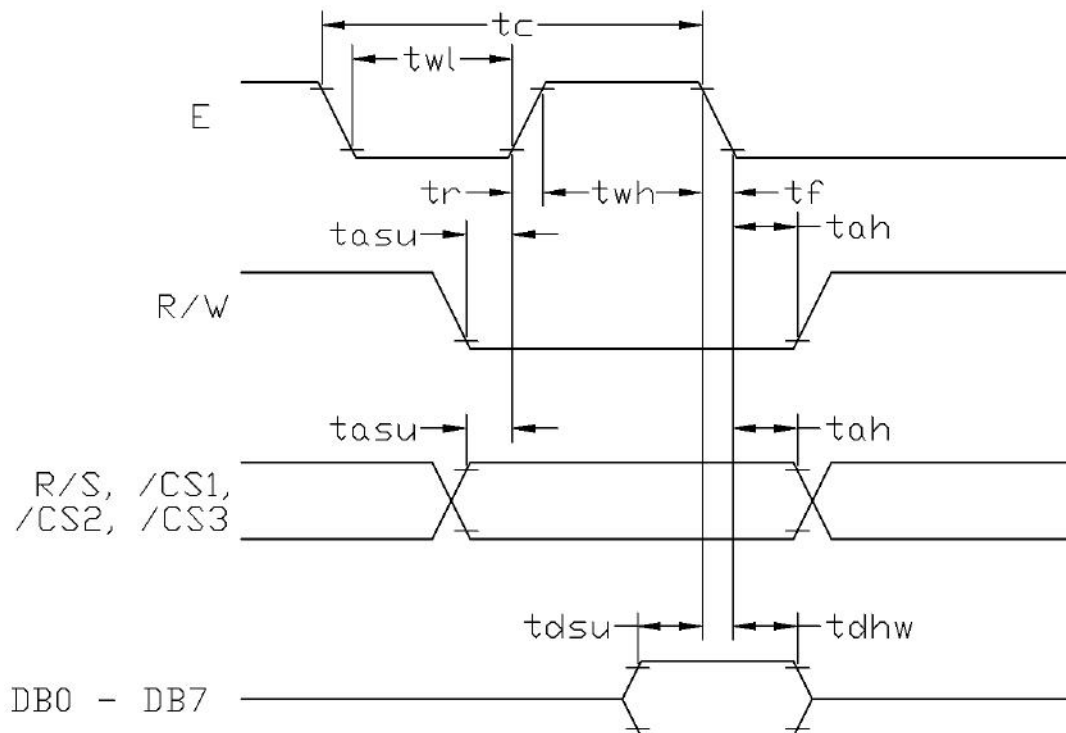 tc
twl
E
tr twh tf
tasu tah
R/W
tasu tah
R/S, /CS1,
/CS2, /CS3
tdsu tdhw
DB0 - DB7